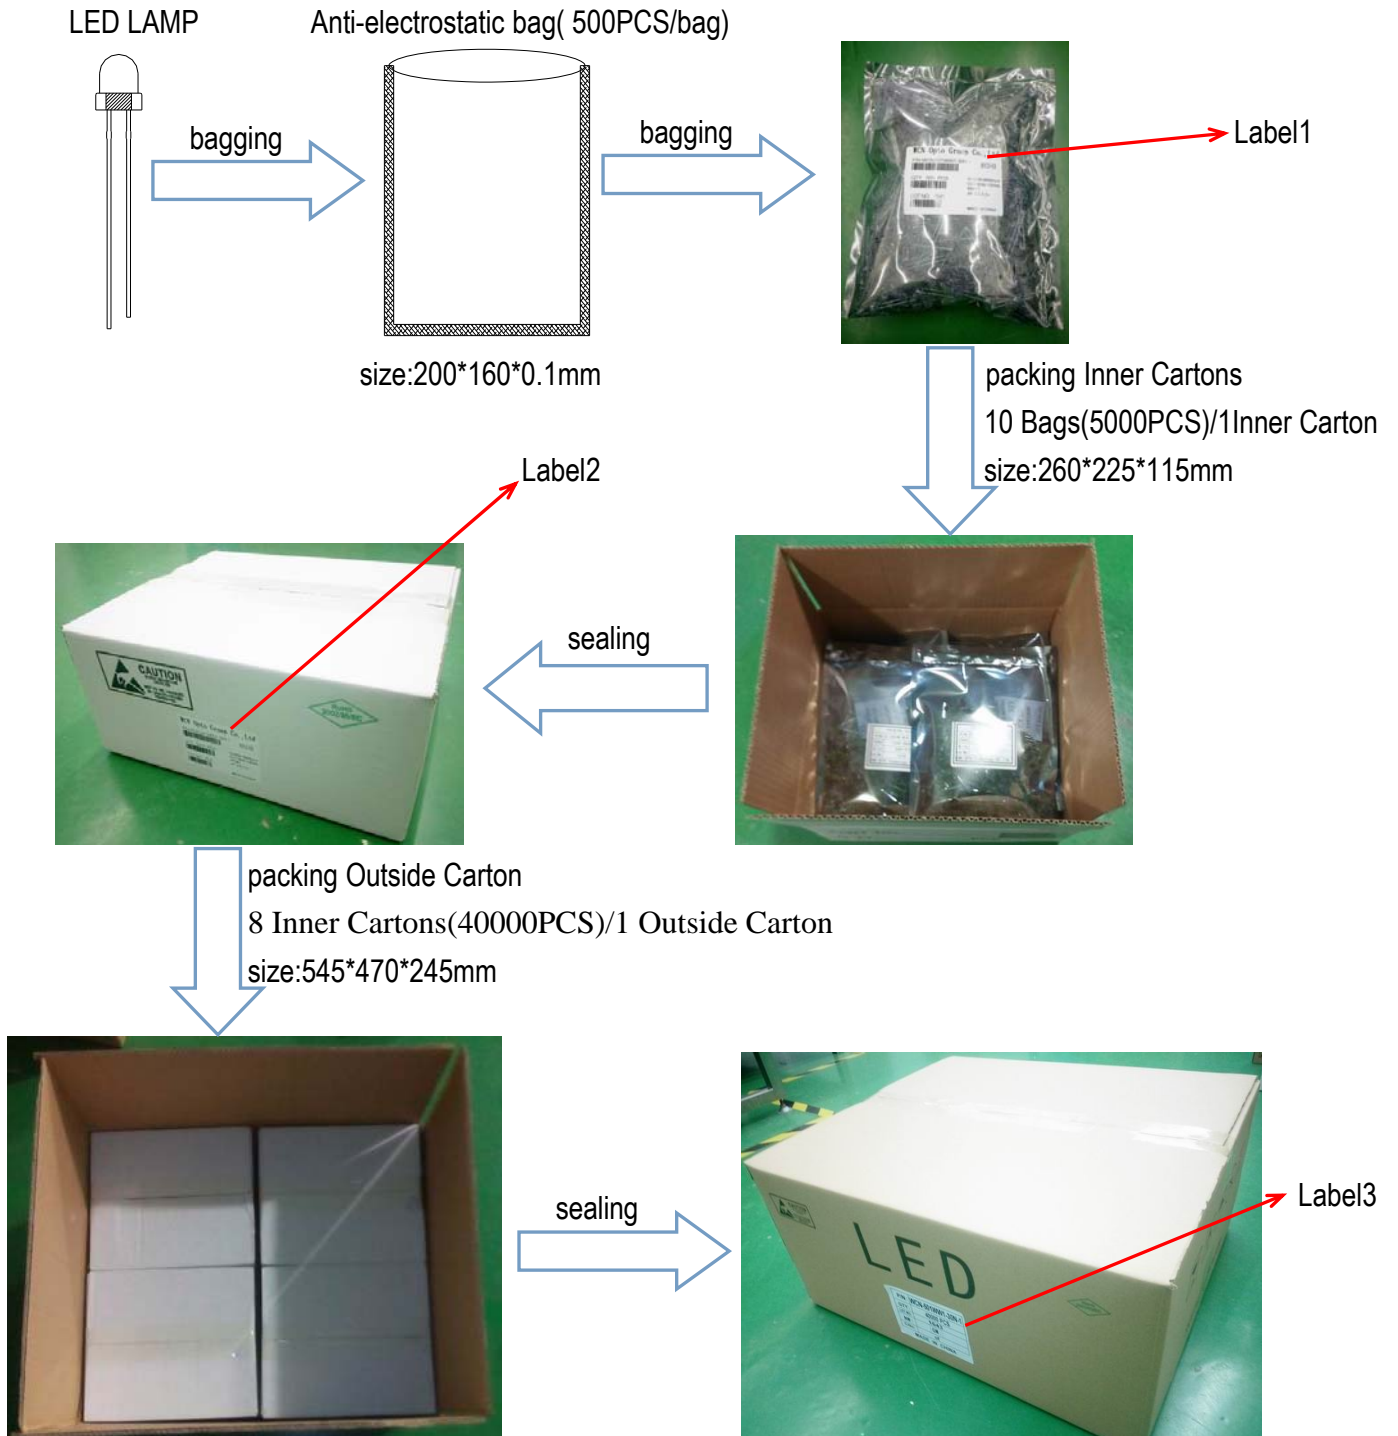 LED LAMP
Anti-electrostatic bag( 500PCS/bag)
bagging
bagging
Label1
size:200*160*0.1mm
packing Inner Cartons
10 Bags(5000PCS)/1Inner Carton
size:260*225*115mm
Label2
sealing
CAUTION
packing Outside Carton
8 Inner Cartons(40000PCS)/1 Outside Carton
size:545*470*245mm
sealing
Label3
LED